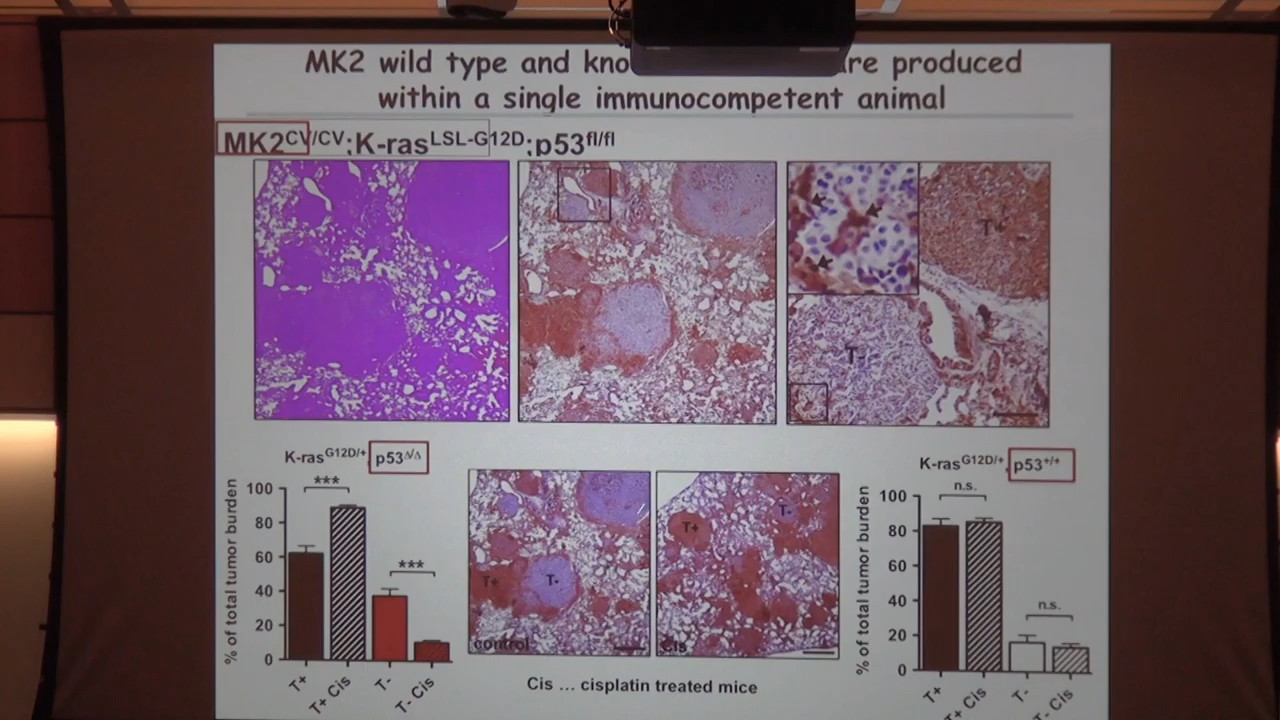 MK2 wild type and kno are produced
within a single immunocompetent animal
MK2CV/CV;K-rasLSL-G12D;p53fl/fl
T+
T-
K-rasG12D/+ p53Δ/Δ
% of total tumor burden
100
80
60
40
20
0
***
***
T+
T+ Cis
T-
T- Cis
T+
T-
control
T+
T-
Cis
Cis ... cisplatin treated mice
K-rasG12D/+ p53+/+
% of total tumor burden
100
80
60
40
20
0
n.s.
n.s.
T+
T+ Cis
T-
T- Cis